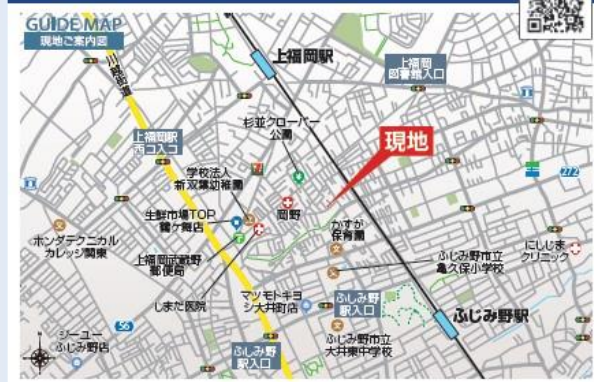 GUIDE MAP
現地ご案内図
川越街道
上福岡駅
上福岡
図書館入口
杉並クローバー
公園
上福岡駅
西口入口
現地
学校法人
新双葉幼稚園
272
生鮮市場TOP
鶴ケ舞店
岡野
かすが
保育園
ホンダテクニカル
カレッジ関東
上福岡武蔵野
郵便局
ふじみ野市立
亀久保小学校
にしじま
クリニック
しまだ医院
マツモトキヨ
シ大井町店
ふじみ野
駅入口
ふじみ野駅
56
ジーユー
ふじみ野店
ふじみ野
駅入口
ふじみ野市立
大井東中学校